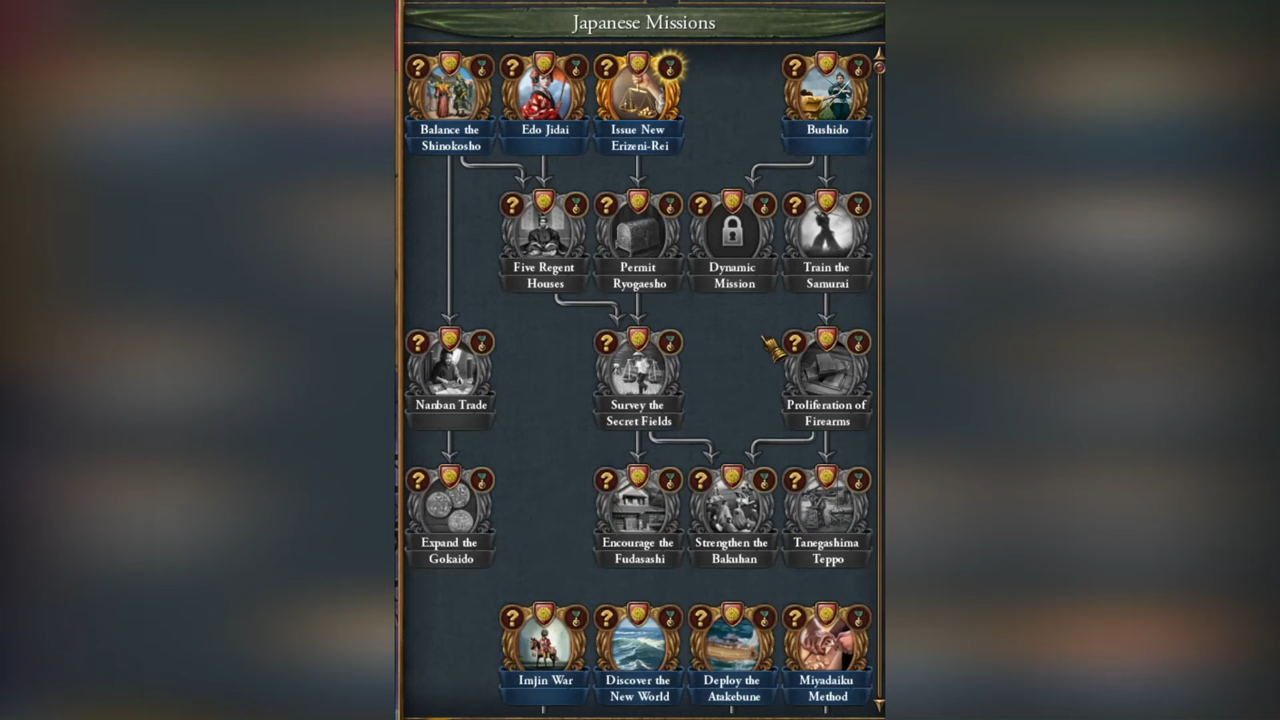 Japanese Missions
Balance the
Shinokosho
Edo Jidai
Issue New
Erizeni-Rei
Bushido
Five Regent
Houses
Permit
Ryogaesho
Dynamic
Mission
Train the
Samurai
Nanban Trade
Survey the
Secret Fields
Proliferation of
Firearms
Expand the
Gokaido
Encourage the
Fudasashi
Strengthen the
Bakuhan
Tanegashima
Teppo
Imjin War
Discover the
New World
Deploy the
Atakebune
Miyadaiku
Method